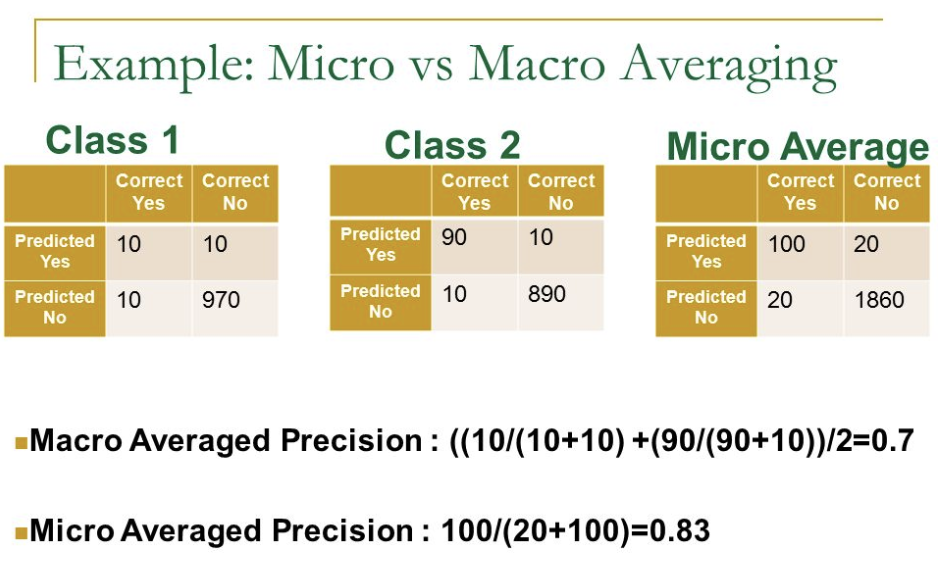 Example: Micro vs Macro Averaging
Class 1
Correct Yes Correct No
Predicted Yes 10 10
Predicted No 10 970
Class 2
Correct Yes Correct No
Predicted Yes 90 10
Predicted No 10 890
Micro Average
Correct Yes Correct No
Predicted Yes 100 20
Predicted No 20 1860
Macro Averaged Precision : ((10/(10+10) +(90/(90+10))/2=0.7
Micro Averaged Precision : 100/(20+100)=0.83